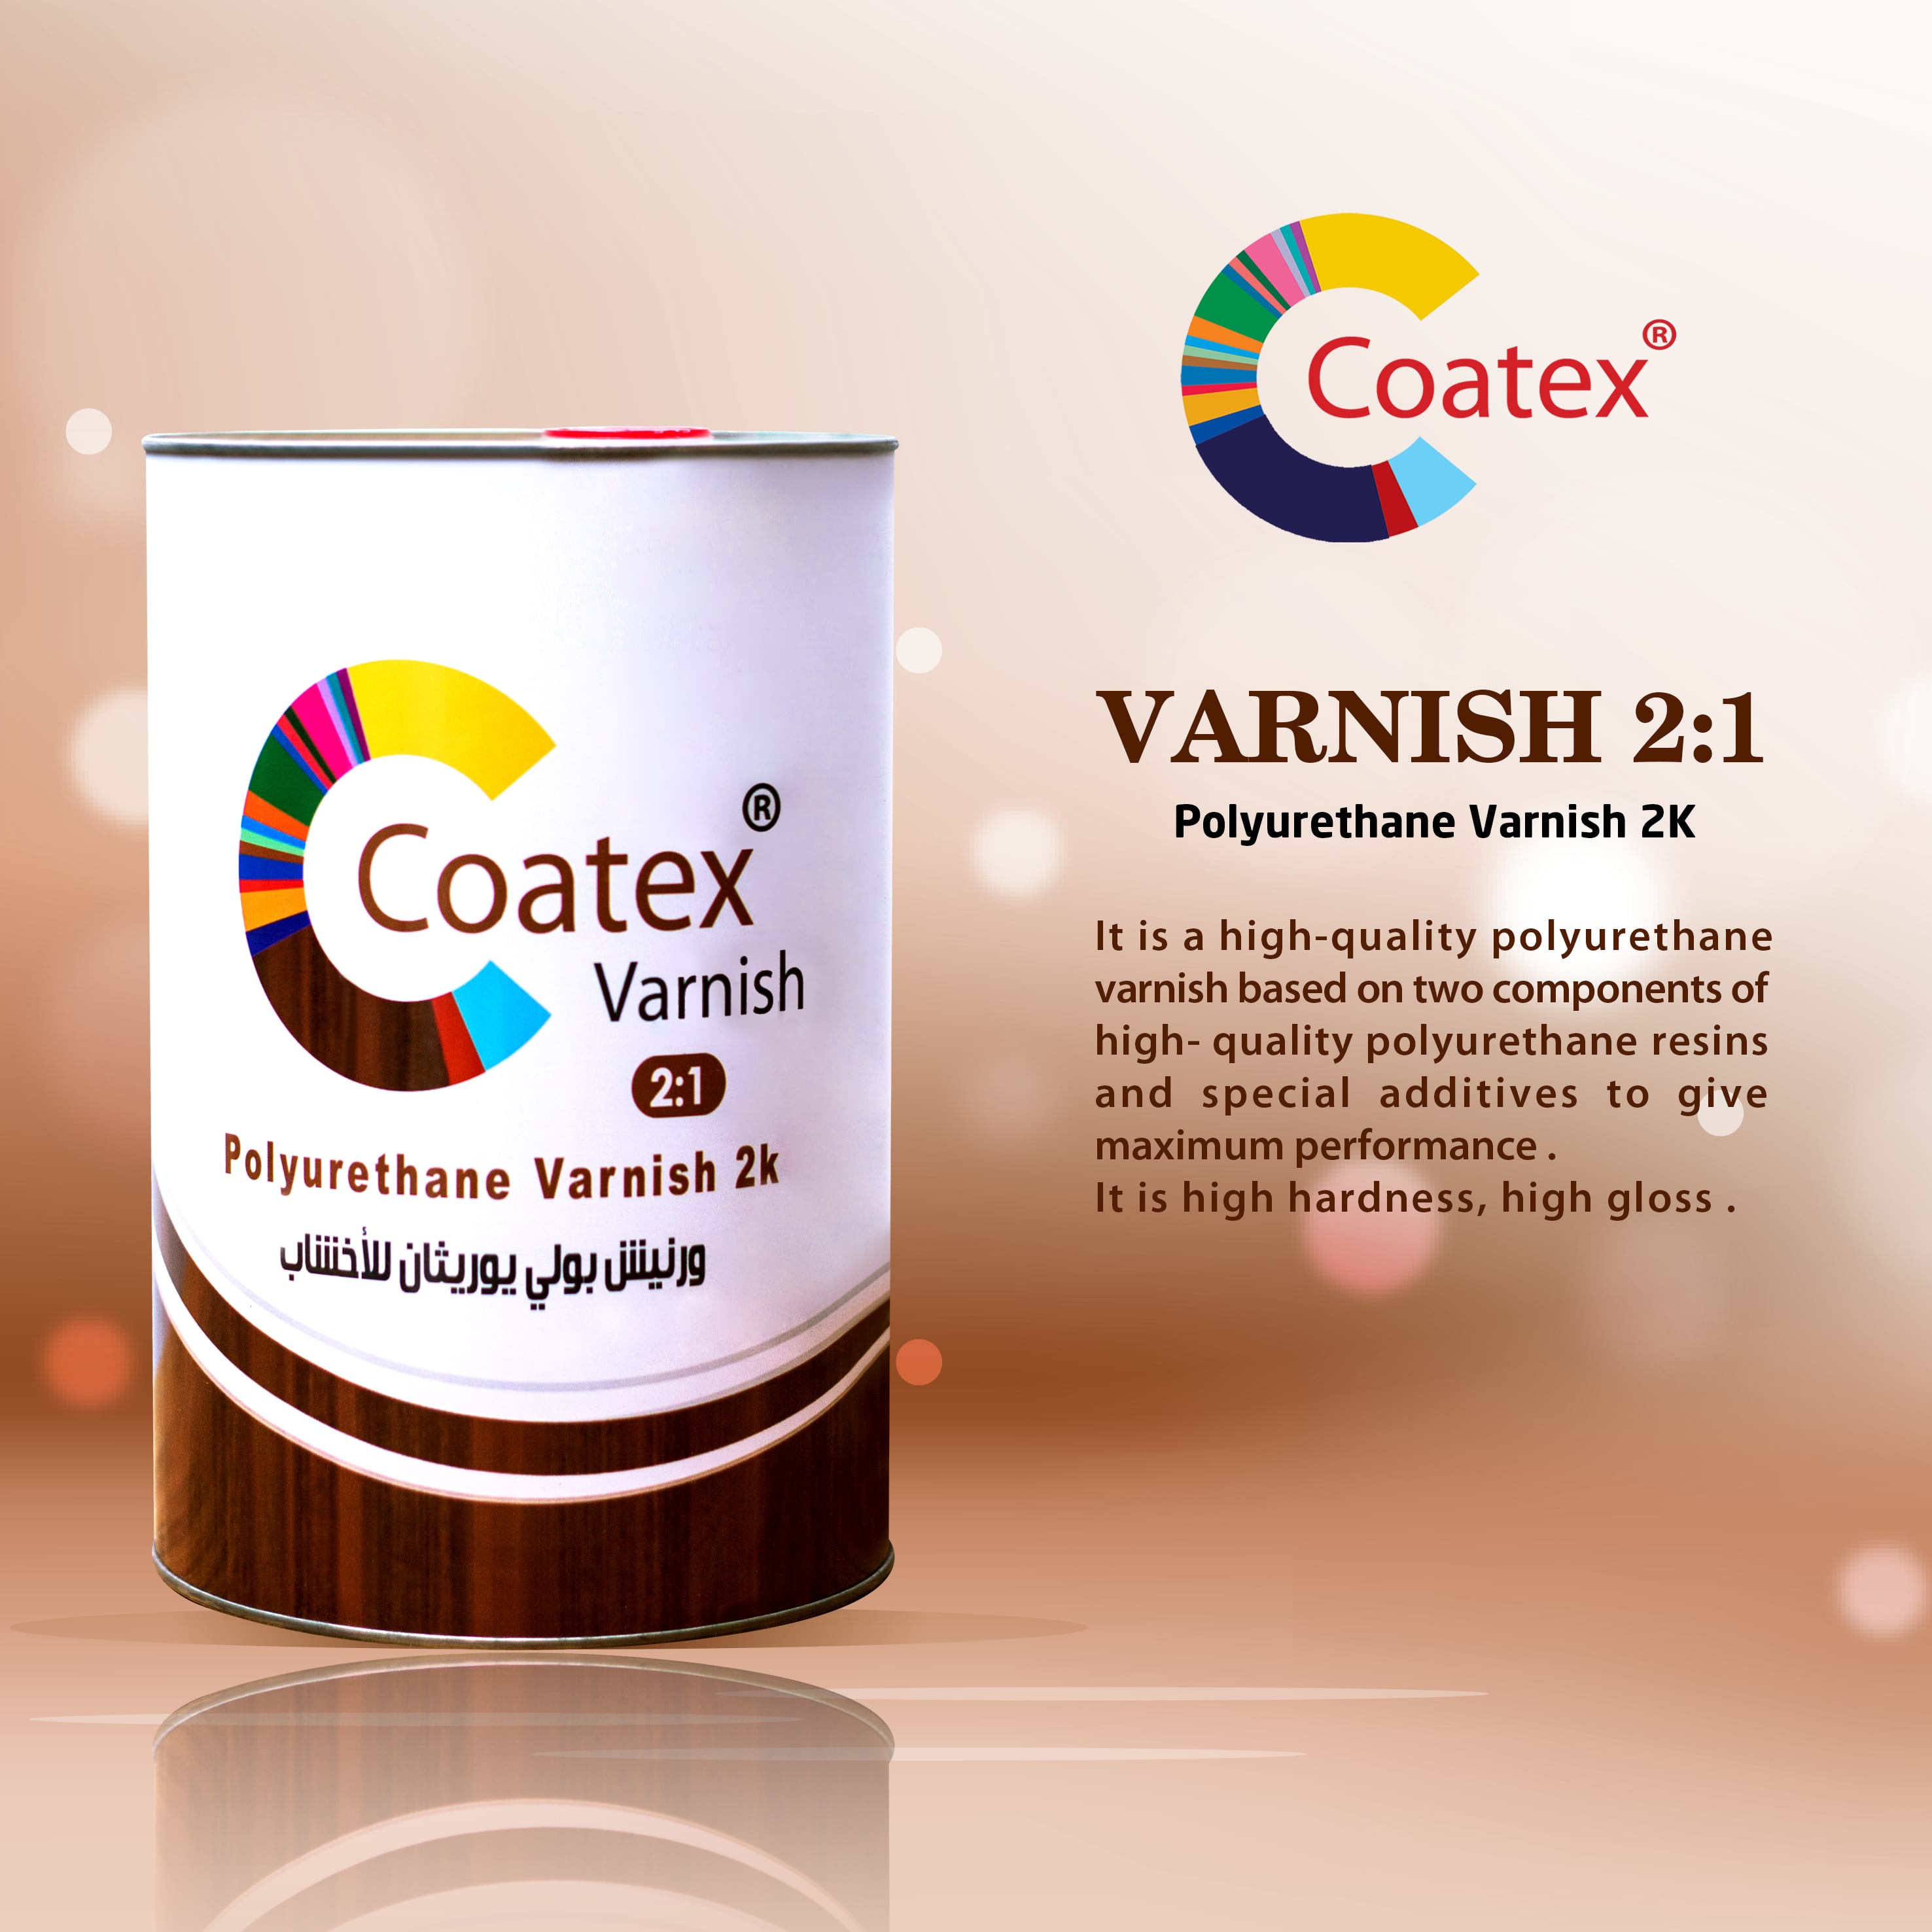 Coatex®
Varnish
2:1
Polyurethane Varnish 2k
ورنيش بولي يوريثان للأخشاب
Coatex®
VARNISH 2:1
Polyurethane Varnish 2K
It is a high-quality polyurethane
varnish based on two components of
high- quality polyurethane resins
and special additives to give
maximum performance .
It is high hardness, high gloss .